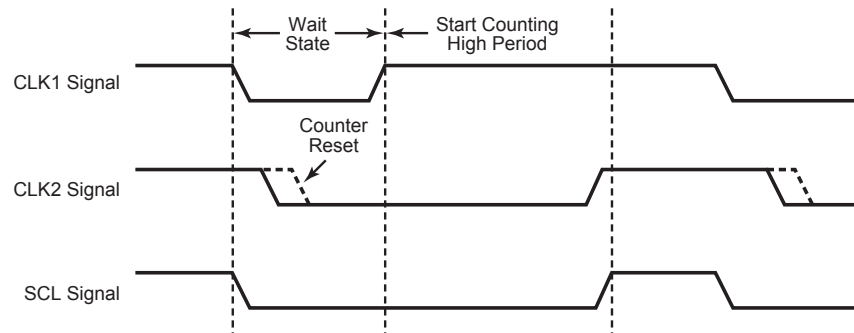 Wait
State
Start Counting
High Period
CLK1 Signal
Counter
Reset
CLK2 Signal
SCL Signal